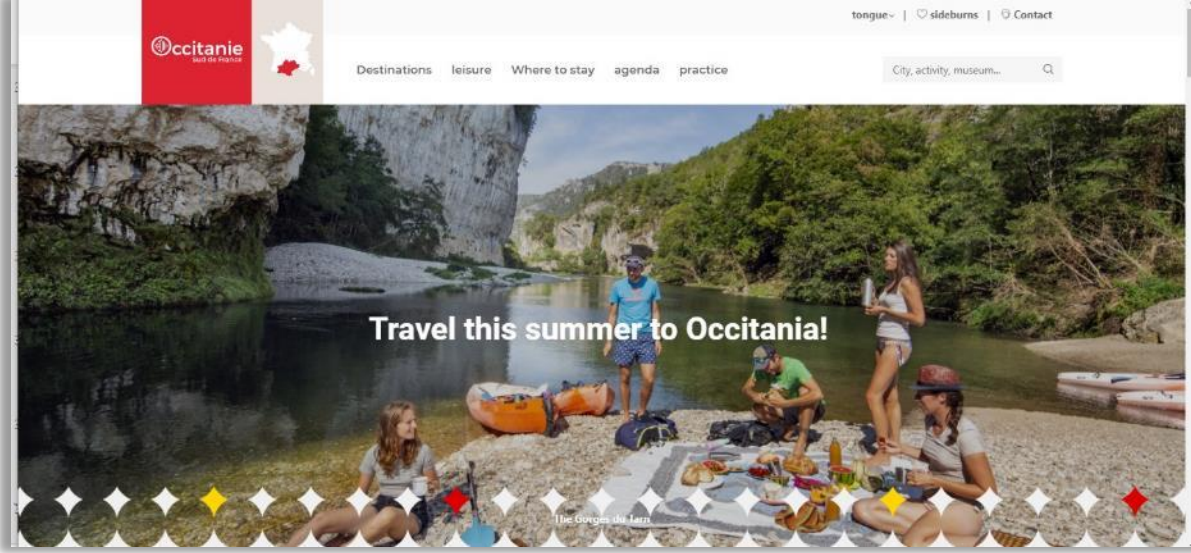 tongue | sideburns | Contact
Occitanie
Sud de France
Destinations leisure Where to stay agenda practice
City, activity, museum...
Travel this summer to Occitania!
The Gorges du Tarn